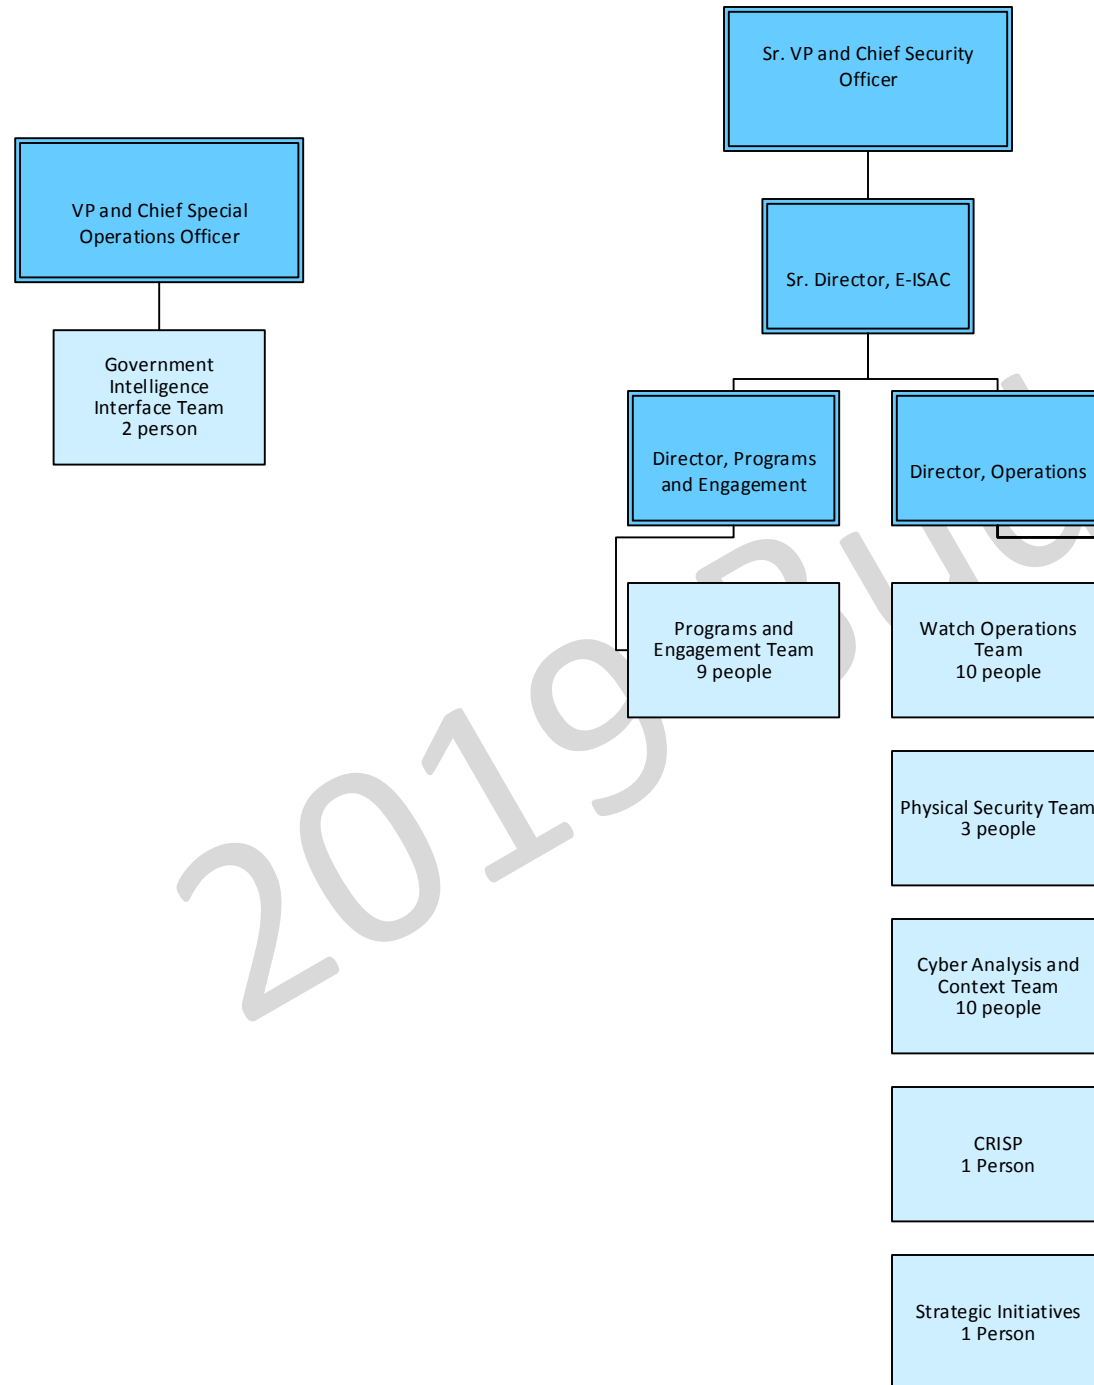 Sr. VP and Chief Security
Officer
VP and Chief Special
Operations Officer
Sr. Director, E-ISAC
Government
Intelligence
Interface Team
2 person
Director, Programs
and Engagement
Director, Operations
Programs and
Engagement Team
9 people
Watch Operations
Team
10 people
Physical Security Team
3 people
Cyber Analysis and
Context Team
10 people
CRISP
1 Person
Strategic Initiatives
1 Person
2019